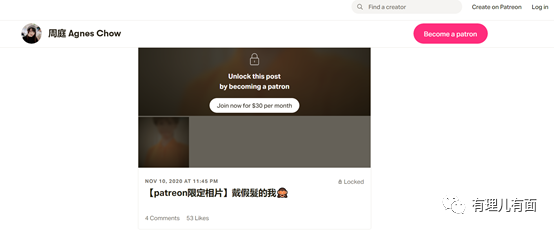 Find a creator
Create on Patreon
Log in
周庭 Agnes Chow
Become a patron
Unlock this post
by becoming a patron
Join now for $30 per month
NOV 10, 2020 AT 11:45 PM
Locked
【patreon限定相片】戴假髮的我
4 Comments
53 Likes
有理儿有面